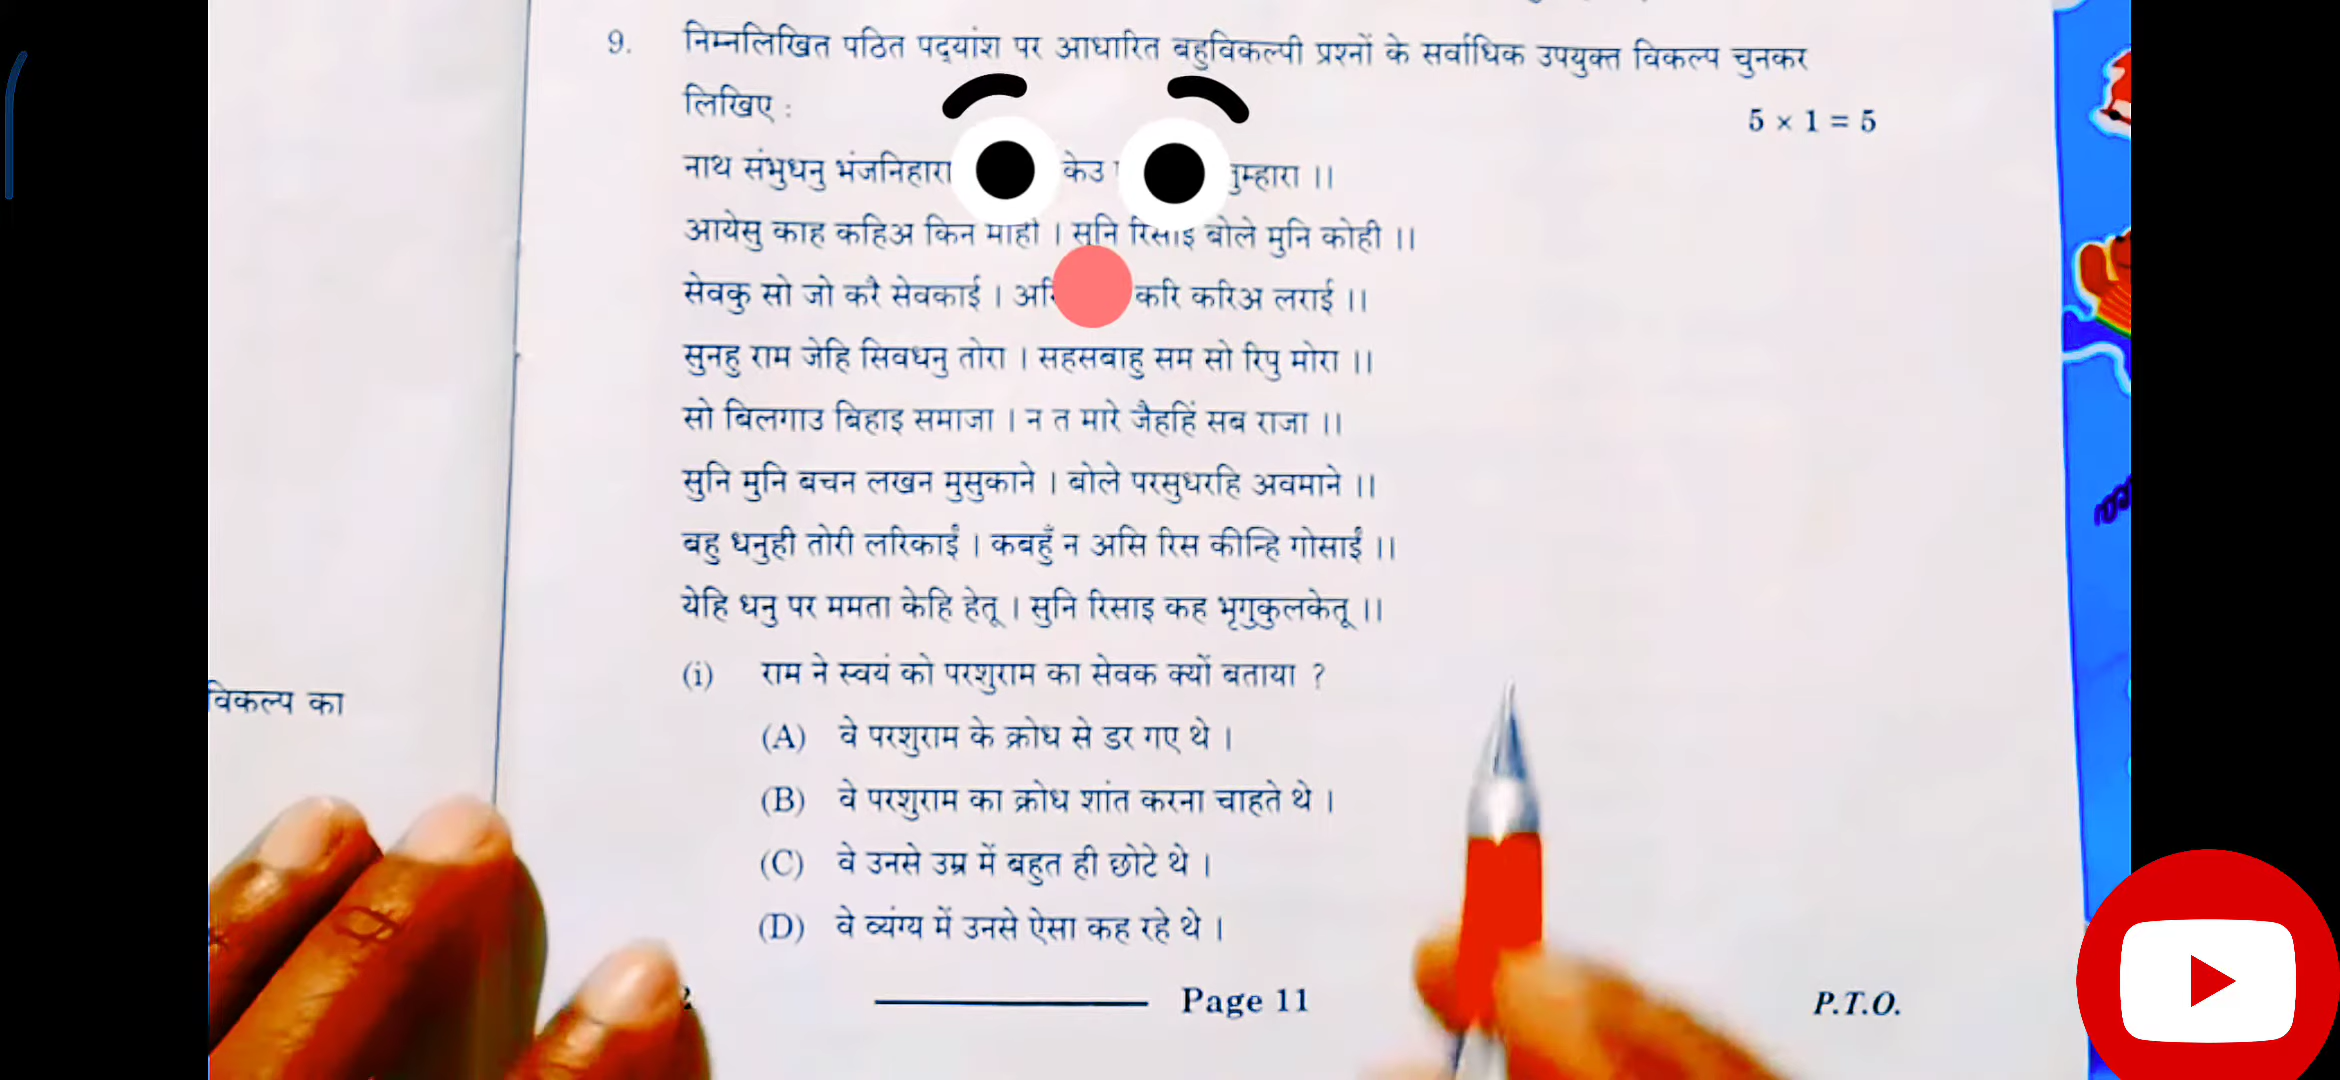 9. निम्नलिखित पठित पद्यांश पर आधारित बहुविकल्पी प्रश्नों के सर्वाधिक उपयुक्त विकल्प चुनकर
लिखिए : 5 × 1 = 5
नाथ संभुधनु भंजनिहारा केउ ।।
आयेसु काह कहिअ किन माही । सुनि रिसाइ बोले मुनि कोही ।।
सेवकु सो जो करै सेवकाई । करि करिअ लराई ।।
सुनहु राम जेहि सिवधनु तोरा । सहसबाहु सम सो रिपु मोरा ।।
सो बिलगाउ बिहाइ समाजा । न त मारे जैहहिं सब राजा ।।
सुनि मुनि बचन लखन मुसुकाने । बोले परसुधरहि अवमाने ।।
बहु धनुही तोरी लरिकाईं । कबहुँ न असि रिस कीन्हि गोसाईं ।।
येहि धनु पर ममता केहि हेतू । सुनि रिसाइ कह भृगुकुलकेतू ।।
(i) राम ने स्वयं को परशुराम का सेवक क्यों बताया ?
(A) वे परशुराम के क्रोध से डर गए थे ।
विकल्प का
(B) वे परशुराम का क्रोध शांत करना चाहते थे ।
(C) वे उनसे उम्र में बहुत ही छोटे थे ।
(D) वे व्यंग्य में उनसे ऐसा कह रहे थे ।
Page 11
P.T.O.